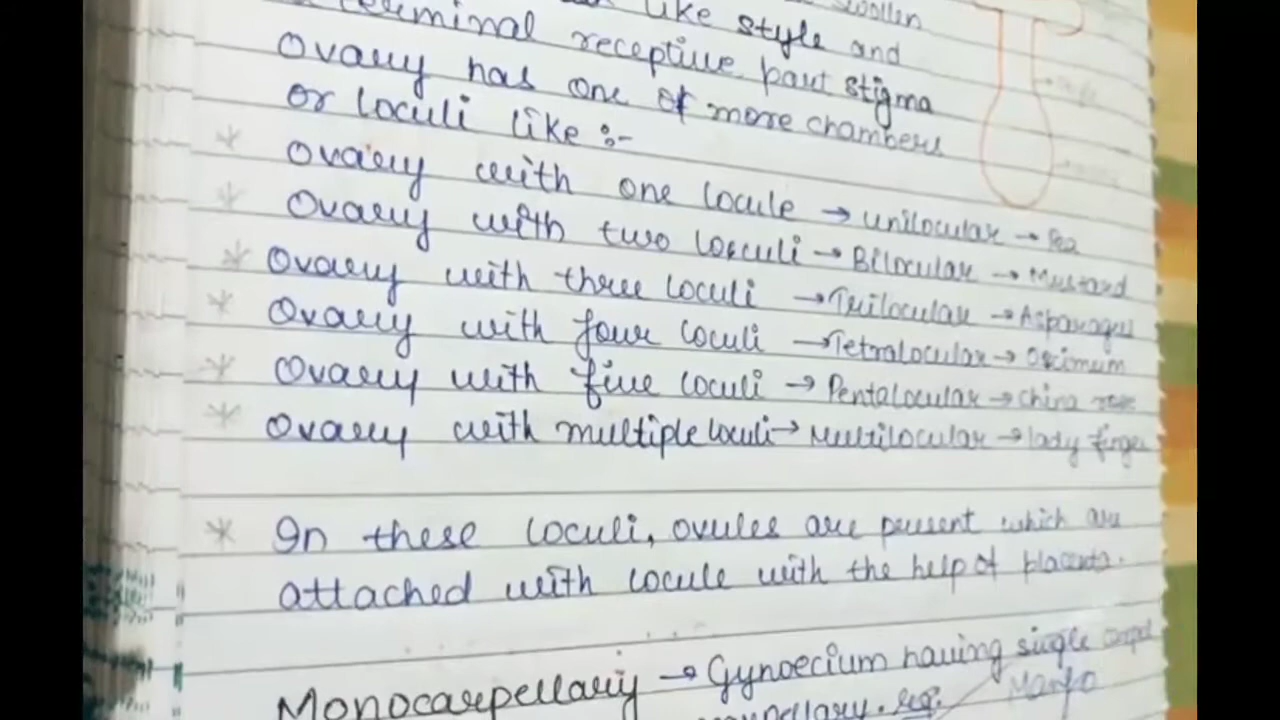 swollen
like style and
terminal receptive part stigma
Ovary has one or more chambers
or loculi like :-
* Ovary with one locule → Unilocular → Pea
* Ovary with two loculi → Bilocular → Mustard
* Ovary with three loculi → Trilocular → Asparagus
* Ovary with four loculi → Tetralocular → Ocimum
* Ovary with five loculi → Pentalocular → China rose
* Ovary with multiple loculi → Multilocular → lady finger
* In these loculi, ovules are present which are
attached with locule with the help of placenta.
Monocarpellary → Gynoecium having single carpel
eg. Mango